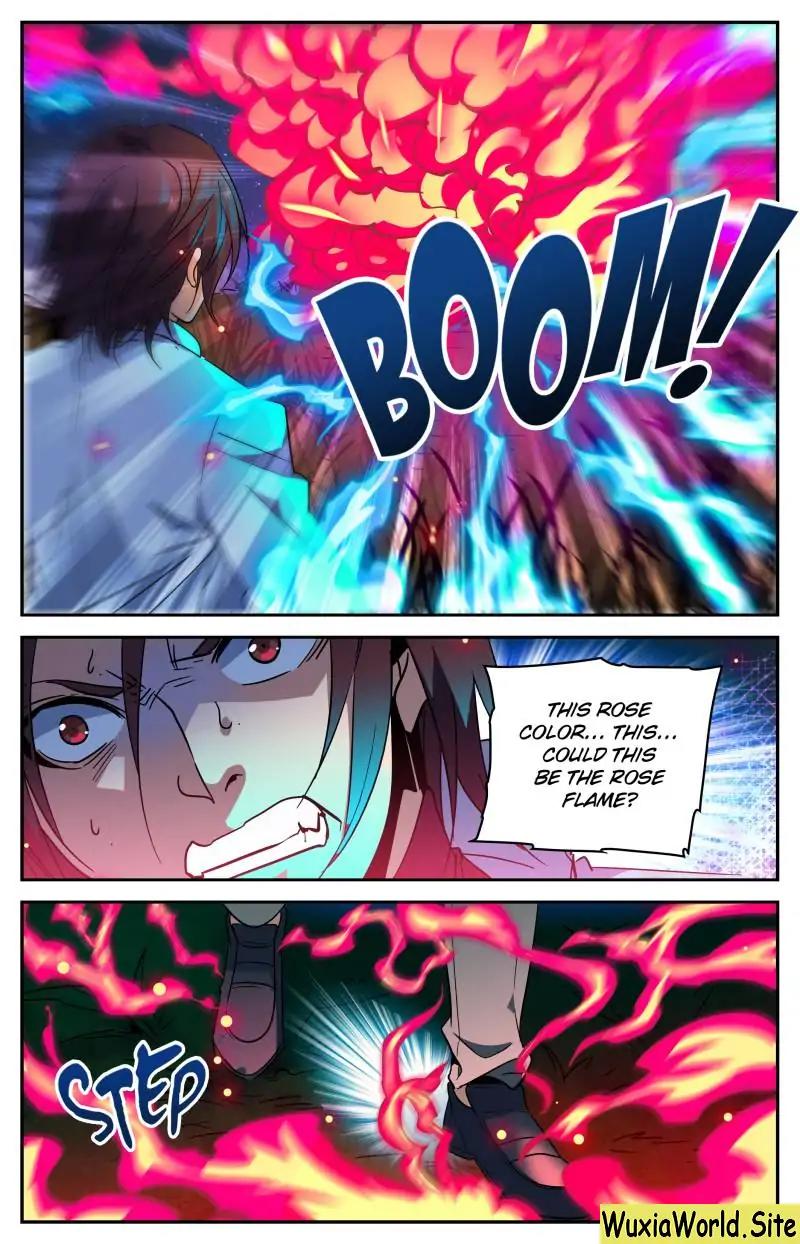 BOOM!
THIS ROSE
COLOR... THIS...
COULD THIS
BE THE ROSE
FLAME?
STEP
WuxiaWorld.Site